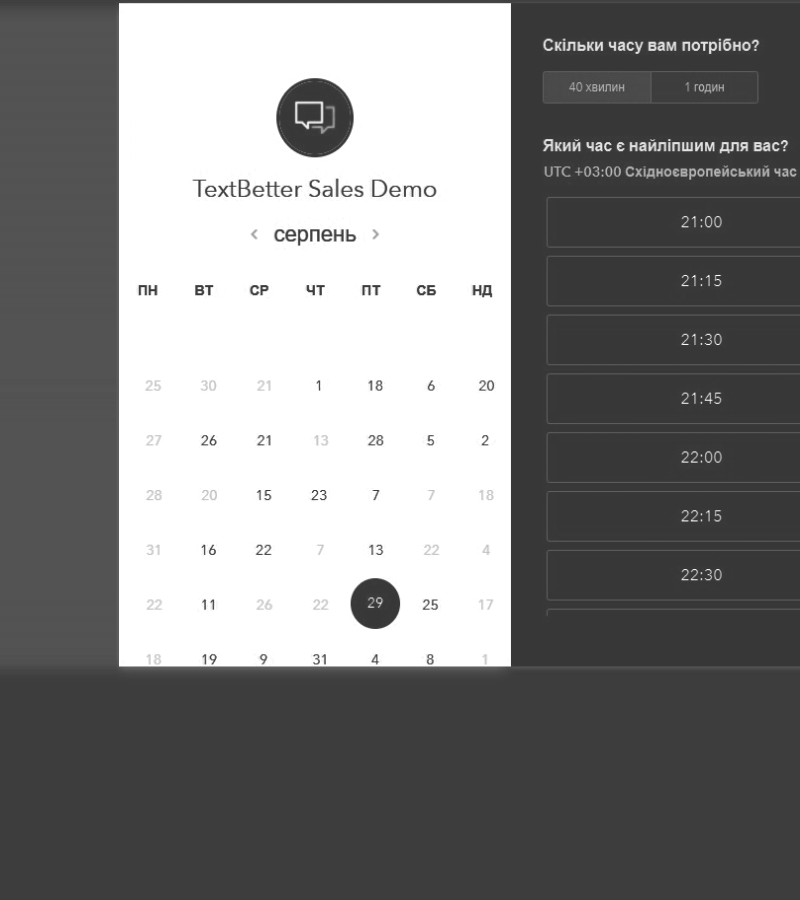 TextBetter Sales Demo
‹ серпень ›
ПН ВТ СР ЧТ ПТ СБ НД
25 30 21 1 18 6 20
27 26 21 13 28 5 2
28 20 15 23 7 7 18
31 16 22 7 13 22 4
22 11 26 22 29 25 17
18 19 9 31 4 8 1
Скільки часу вам потрібно?
40 хвилин 1 годин
Який час є найліпшим для вас?
UTC +03:00 Східноєвропейський час
21:00
21:15
21:30
21:45
22:00
22:15
22:30